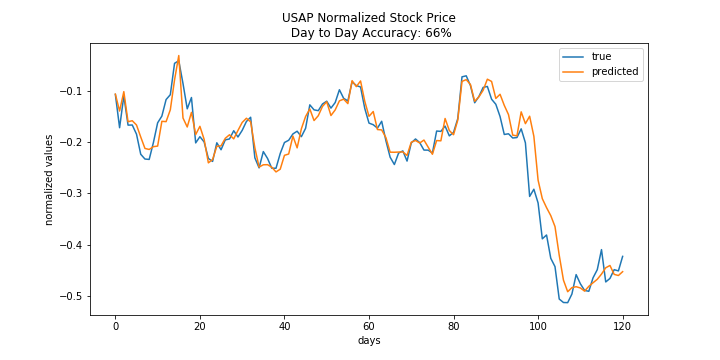 USAP Normalized Stock Price
Day to Day Accuracy: 66%
true
predicted
normalized values
−0.1
−0.2
−0.3
−0.4
−0.5
0
20
40
60
80
100
120
days